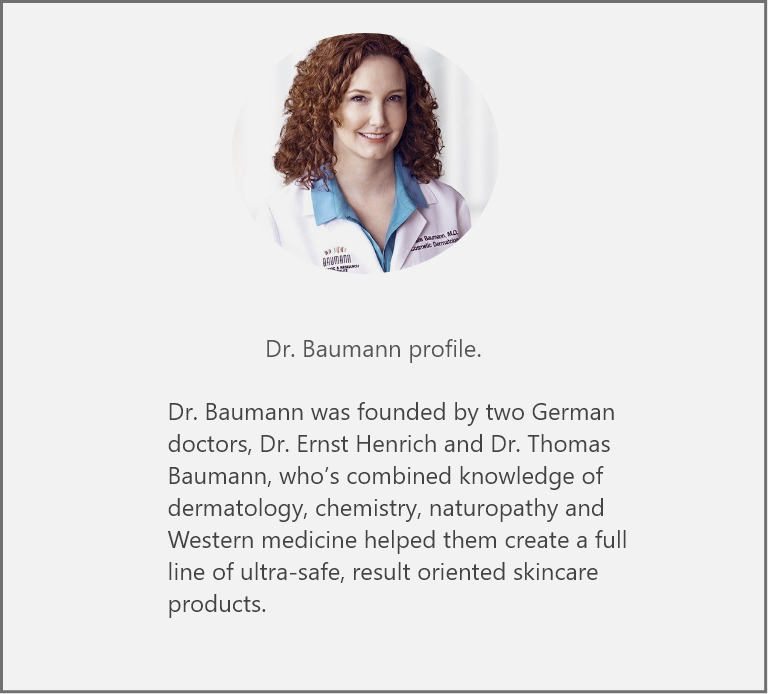 Baumann, M.D.
Cosmetic Dermatology
BAUMANN
& RESEARCH
Dr. Baumann profile.
Dr. Baumann was founded by two German
doctors, Dr. Ernst Henrich and Dr. Thomas
Baumann, who’s combined knowledge of
dermatology, chemistry, naturopathy and
Western medicine helped them create a full
line of ultra-safe, result oriented skincare
products.